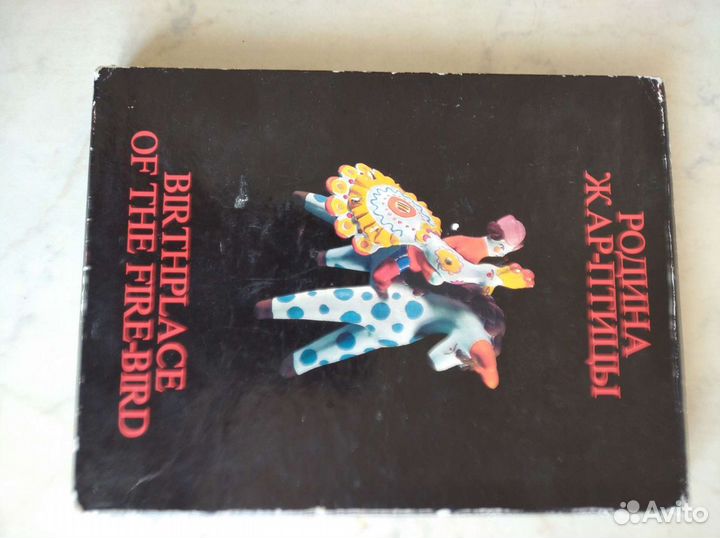 РОДИНА
ЖАР-ПТИЦЫ
BIRTHPLACE
OF THE FIRE-BIRD
Avito